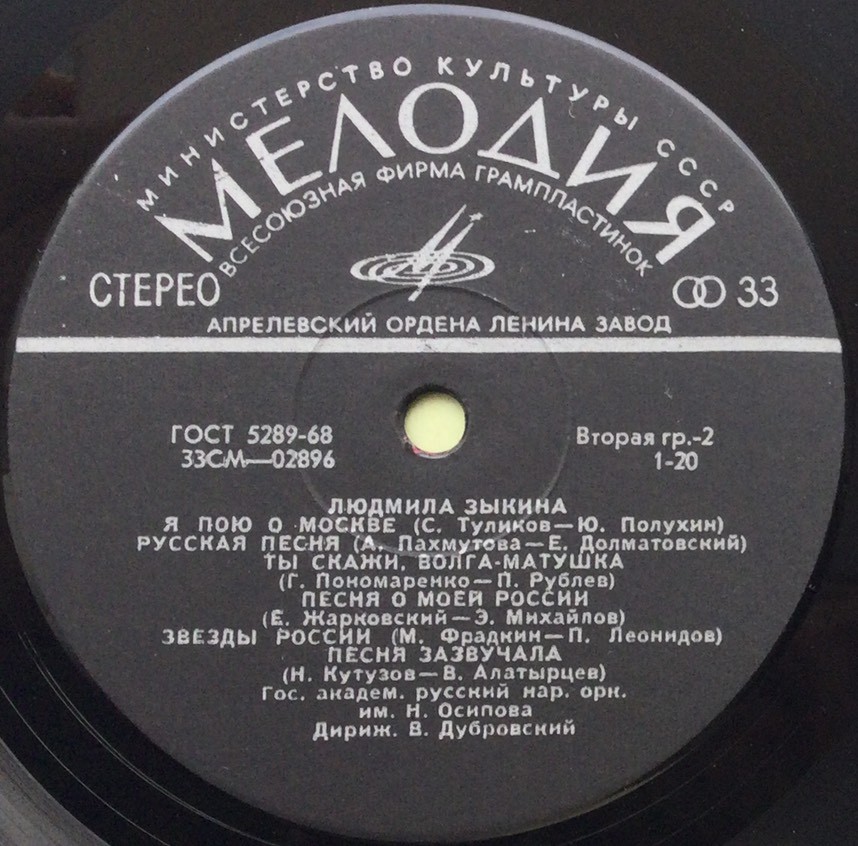 МИНИСТЕРСТВО КУЛЬТУРЫ СССР
МЕЛОДИЯ
ВСЕСОЮЗНАЯ ФИРМА ГРАМПЛАСТИНОК
СТЕРЕО 33
АПРЕЛЕВСКИЙ ОРДЕНА ЛЕНИНА ЗАВОД
ГОСТ 5289-68 Вторая гр.-2
33СМ—02896 1-20
ЛЮДМИЛА ЗЫКИНА
Я ПОЮ О МОСКВЕ (С. Туликов—Ю. Полухин)
РУССКАЯ ПЕСНЯ (А. Пахмутова—Е. Долматовский)
ТЫ СКАЖИ, ВОЛГА-МАТУШКА
(Г. Пономаренко—П. Рублев)
ПЕСНЯ О МОЕЙ РОССИИ
(Е. Жарковский—Э. Михайлов)
ЗВЕЗДЫ РОССИИ (М. Фрадкин—П. Леонидов)
ПЕСНЯ ЗАЗВУЧАЛА
(Н. Кутузов—В. Алатырцев)
Гос. академ. русский нар. орк.
им. Н. Осипова
Дириж. В. Дубровский